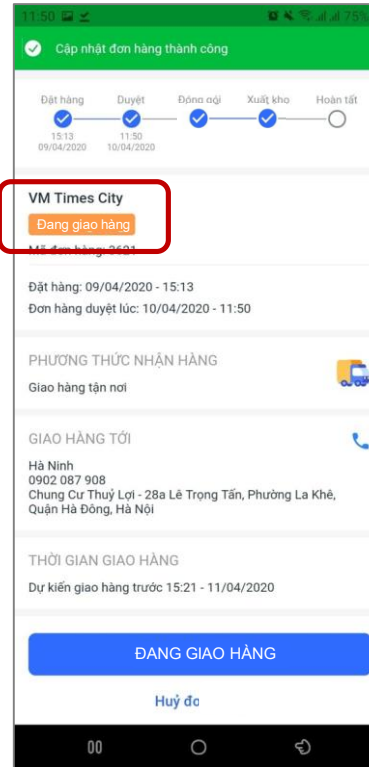 11:50 75%
Cập nhật đơn hàng thành công
Đặt hàng Duyệt Đóng gói Xuất kho Hoàn tất
15:13 11:50
09/04/2020 10/04/2020
VM Times City
Đang giao hàng
Mã đơn hàng: 3621
Đặt hàng: 09/04/2020 - 15:13
Đơn hàng duyệt lúc: 10/04/2020 - 11:50
PHƯƠNG THỨC NHẬN HÀNG
Giao hàng tận nơi
GIAO HÀNG TỚI
Hà Ninh
0902 087 908
Chung Cư Thuỷ Lợi - 28a Lê Trọng Tấn, Phường La Khê,
Quận Hà Đông, Hà Nội
THỜI GIAN GIAO HÀNG
Dự kiến giao hàng trước 15:21 - 11/04/2020
ĐANG GIAO HÀNG
Huỷ đơ